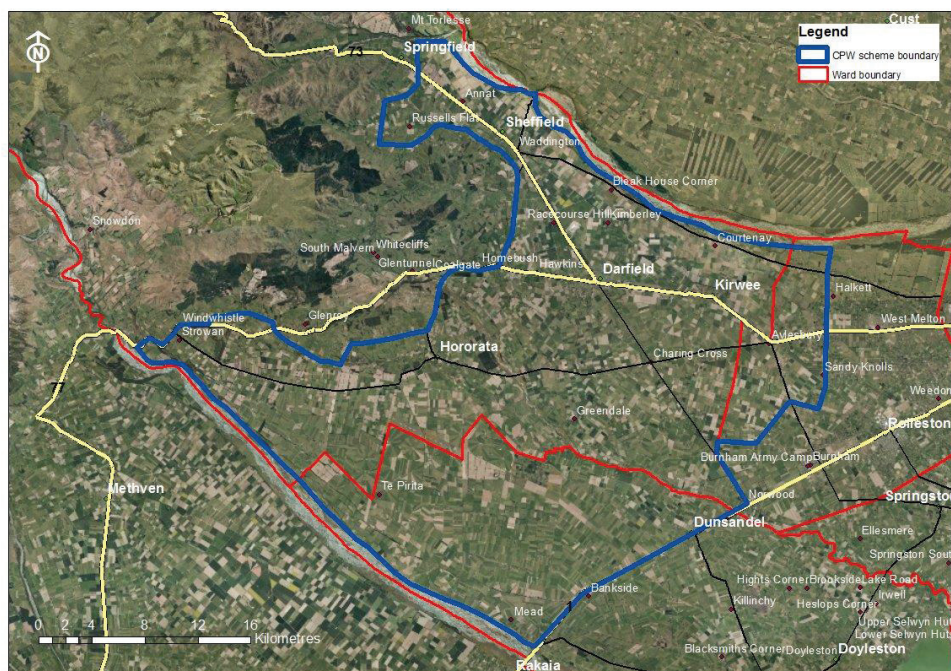 Mt Torlesse
Cust
Legend
CPW scheme boundary
Ward boundary
N
73
Springfield
Annat
Russells Flat
Sheffield
Waddington
Bleak House Corner
Snowdon
Racecourse Hill
Kimberley
Courtenay
South Malvern
Whitecliffs
Glentunnel
Coalgate
Homebush
Hawkins
Darfield
Kirwee
Halkett
Windwhistle
Strowan
Glenroy
West Melton
Aylesbury
Hororata
Charing Cross
Sandy Knolls
Weedon
Greendale
Rolleston
Burnham Army Camp
Burnham
77
Methven
Te Pirita
Norwood
Springsto
Dunsandel
Ellesmere
Springston South
Bankside
1
Hights Corner
Brookside
Lake Road
Irwell
Killinchy
Heslops Corner
Mead
Upper Selwyn Hut
Lower Selwyn Hut
0 2 4 8 12 16
Kilometres
Rakaia
Blacksmiths Corner
Doyleston
Doyleston